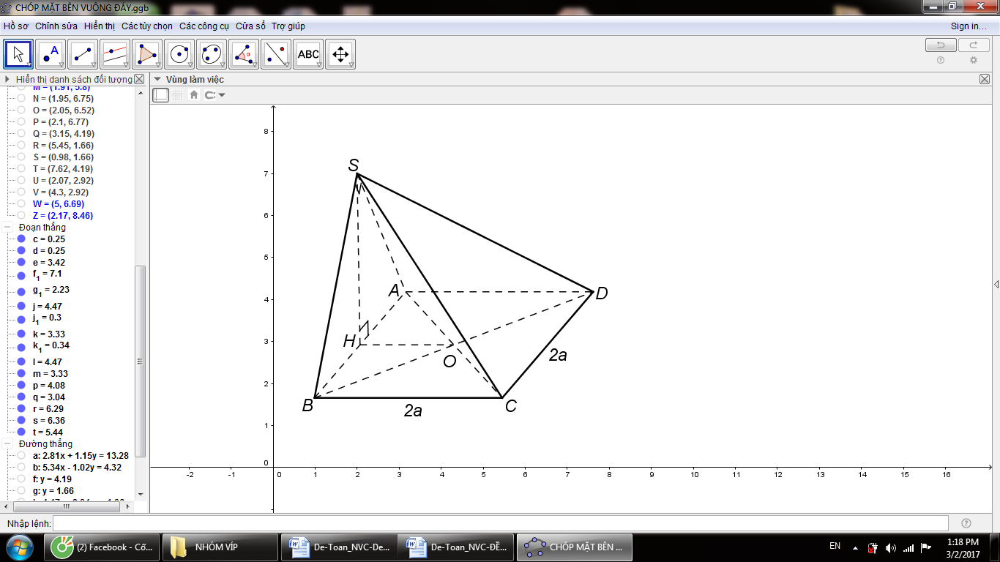 CHÓP MẶT BÊN VUÔNG ĐÁY.ggb
Hồ sơ Chỉnh sửa Hiển thị Các tùy chọn Các công cụ Cửa sổ Trợ giúp Sign in...
A
α
ABC
Hiển thị danh sách đối tượng
M = (1.91, 5.8)
N = (1.95, 6.75)
O = (2.05, 6.52)
P = (2.1, 6.77)
Q = (3.15, 4.19)
R = (5.45, 1.66)
S = (0.98, 1.66)
T = (7.62, 4.19)
U = (2.07, 2.92)
V = (4.3, 2.92)
W = (5, 6.69)
Z = (2.17, 8.46)
Đoạn thẳng
c = 0.25
d = 0.25
e = 3.42
f1 = 7.1
g1 = 2.23
j = 4.47
j1 = 0.3
k = 3.33
k1 = 0.34
l = 4.47
m = 3.33
p = 4.08
q = 3.04
r = 6.29
s = 6.36
t = 5.44
Đường thẳng
a: 2.81x + 1.15y = 13.28
b: 5.34x - 1.02y = 4.32
f: y = 4.19
g: y = 1.66
Vùng làm việc
8
7
6
5
4
3
2
1
0
-2 -1 0 1 2 3 4 5 6 7 8 9 10 11 12 13 14 15 16
S
A
D
H
O
2a
B
C
2a
Nhập lệnh:
(2) Facebook - Cố...
NHÓM VÍP
De-Toan_NVC-De...
De-Toan_NVC-ĐỀ...
CHÓP MẶT BÊN ...
EN
1:18 PM
3/2/2017